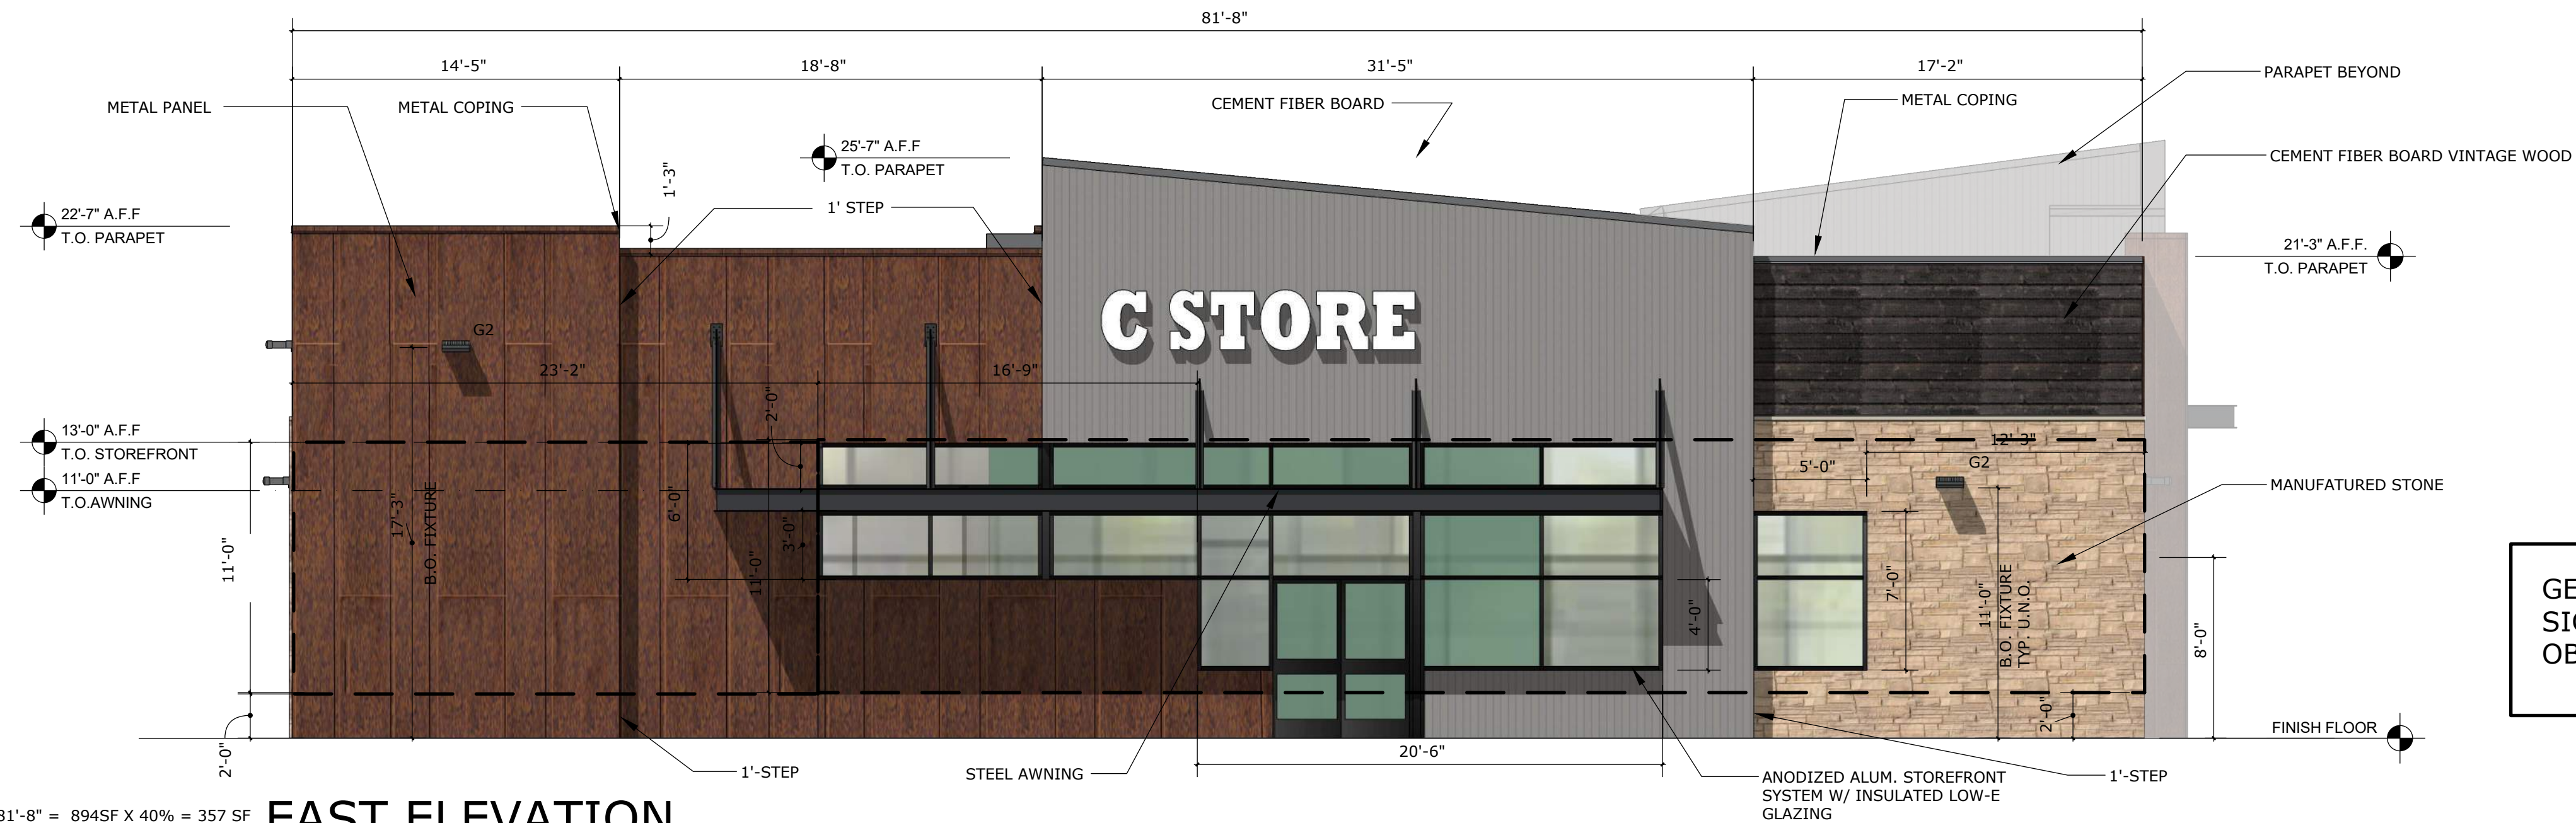 81'-8"
14'-5"
18'-8"
31'-5"
17'-2"
METAL PANEL
METAL COPING
CEMENT FIBER BOARD
METAL COPING
PARAPET BEYOND
25'-7" A.F.F
T.O. PARAPET
CEMENT FIBER BOARD VINTAGE WOOD
1'-3"
1' STEP
22'-7" A.F.F
T.O. PARAPET
21'-3" A.F.F.
T.O. PARAPET
C STORE
G2
23'-2"
16'-9"
2'-0"
13'-0" A.F.F
T.O. STOREFRONT
11'-0" A.F.F
T.O.AWNING
12'-3"
5'-0"
G2
MANUFATURED STONE
17'-3"
B.O. FIXTURE
6'-0"
3'-0"
11'-0"
11'-0"
4'-0"
7'-0"
11'-0"
B.O. FIXTURE
TYP. U.N.O.
8'-0"
2'-0"
2'-0"
FINISH FLOOR
20'-6"
1'-STEP
STEEL AWNING
ANODIZED ALUM. STOREFRONT
SYSTEM W/ INSULATED LOW-E
GLAZING
1'-STEP
81'-8" = 894SF X 40% = 357 SF
EAST ELEVATION
GE
SIG
OB